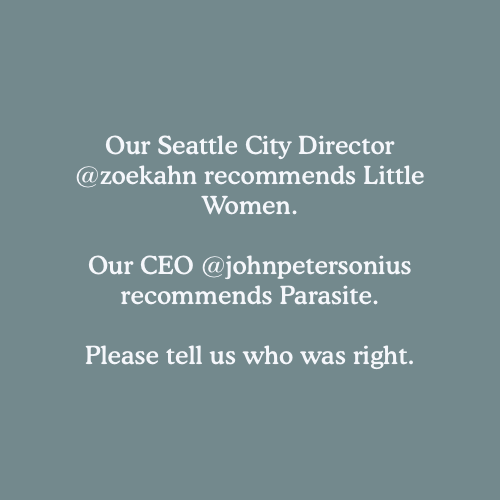 Our Seattle City Director
@zoekahn recommends Little
Women.
Our CEO @johnpetersonius
recommends Parasite.
Please tell us who was right.